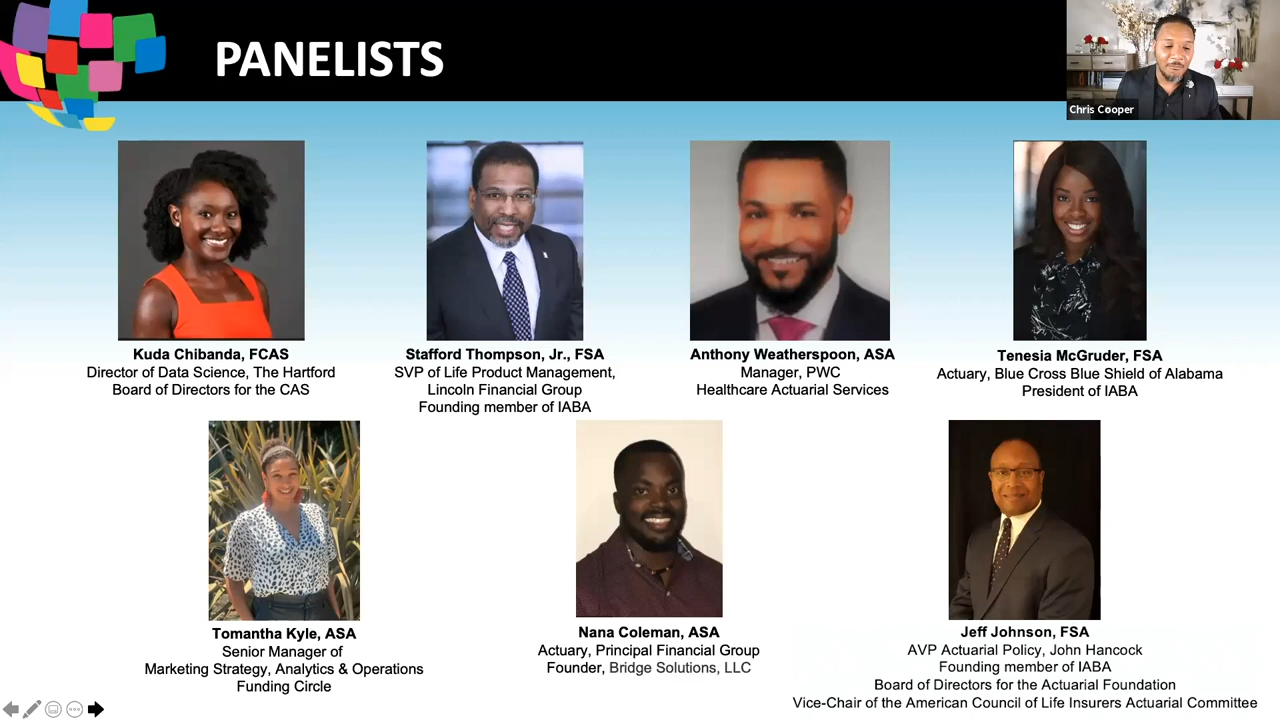 PANELISTS
Chris Cooper
Kuda Chibanda, FCAS
Director of Data Science, The Hartford
Board of Directors for the CAS
Stafford Thompson, Jr., FSA
SVP of Life Product Management,
Lincoln Financial Group
Founding member of IABA
Anthony Weatherspoon, ASA
Manager, PWC
Healthcare Actuarial Services
Tenesia McGruder, FSA
Actuary, Blue Cross Blue Shield of Alabama
President of IABA
Tomantha Kyle, ASA
Senior Manager of
Marketing Strategy, Analytics & Operations
Funding Circle
Nana Coleman, ASA
Actuary, Principal Financial Group
Founder, Bridge Solutions, LLC
Jeff Johnson, FSA
AVP Actuarial Policy, John Hancock
Founding member of IABA
Board of Directors for the Actuarial Foundation
Vice-Chair of the American Council of Life Insurers Actuarial Committee